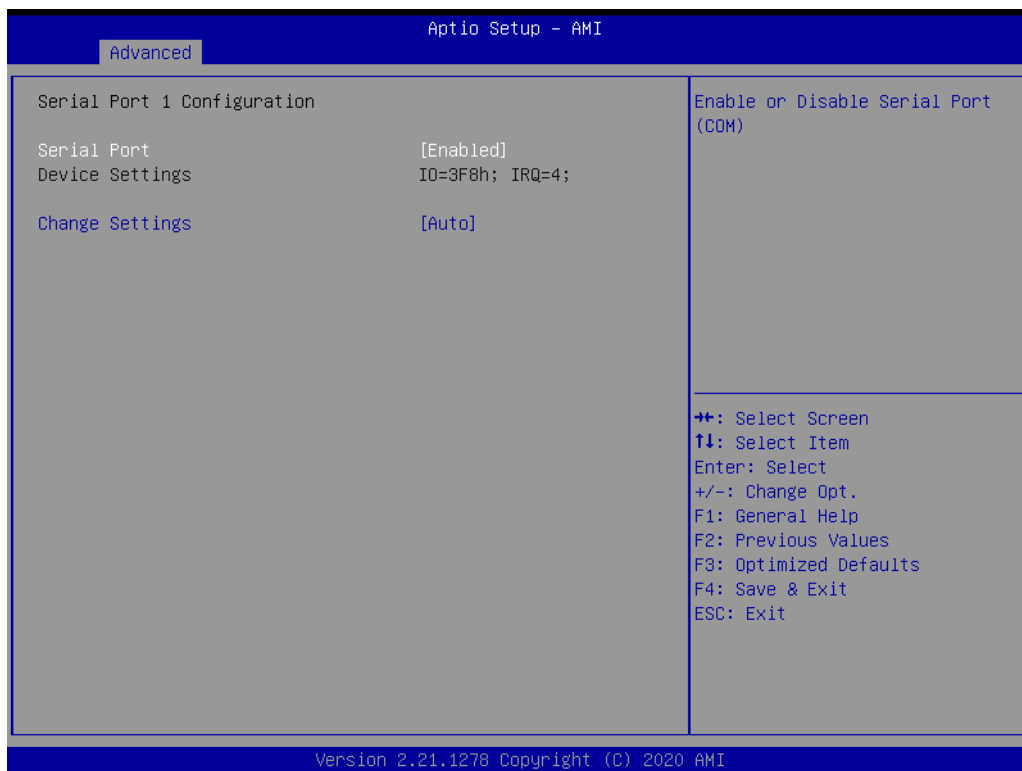 Aptio Setup – AMI
Advanced
Serial Port 1 Configuration
Serial Port [Enabled]
Device Settings IO=3F8h; IRQ=4;
Change Settings [Auto]
Enable or Disable Serial Port
(COM)
→←: Select Screen
↑↓: Select Item
Enter: Select
+/-: Change Opt.
F1: General Help
F2: Previous Values
F3: Optimized Defaults
F4: Save & Exit
ESC: Exit
Version 2.21.1278 Copyright (C) 2020 AMI